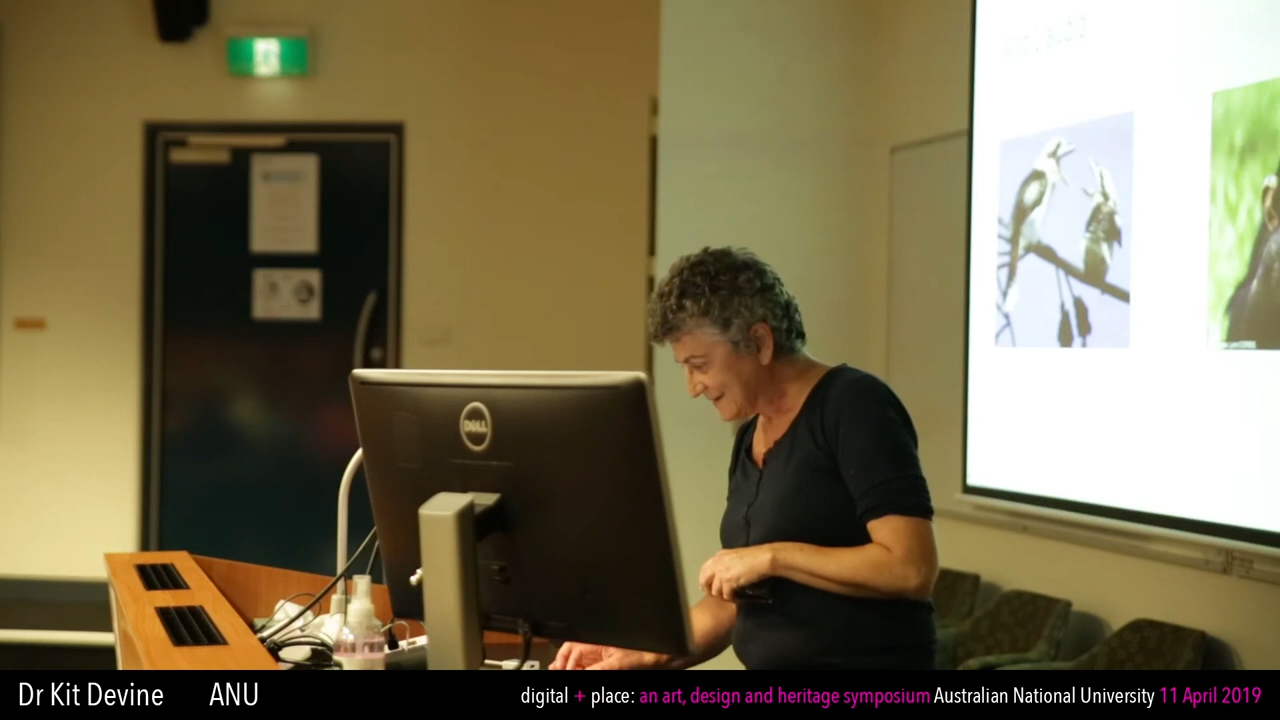 DELL
Dr Kit Devine ANU
digital + place: an art, design and heritage symposium Australian National University 11 April 2019